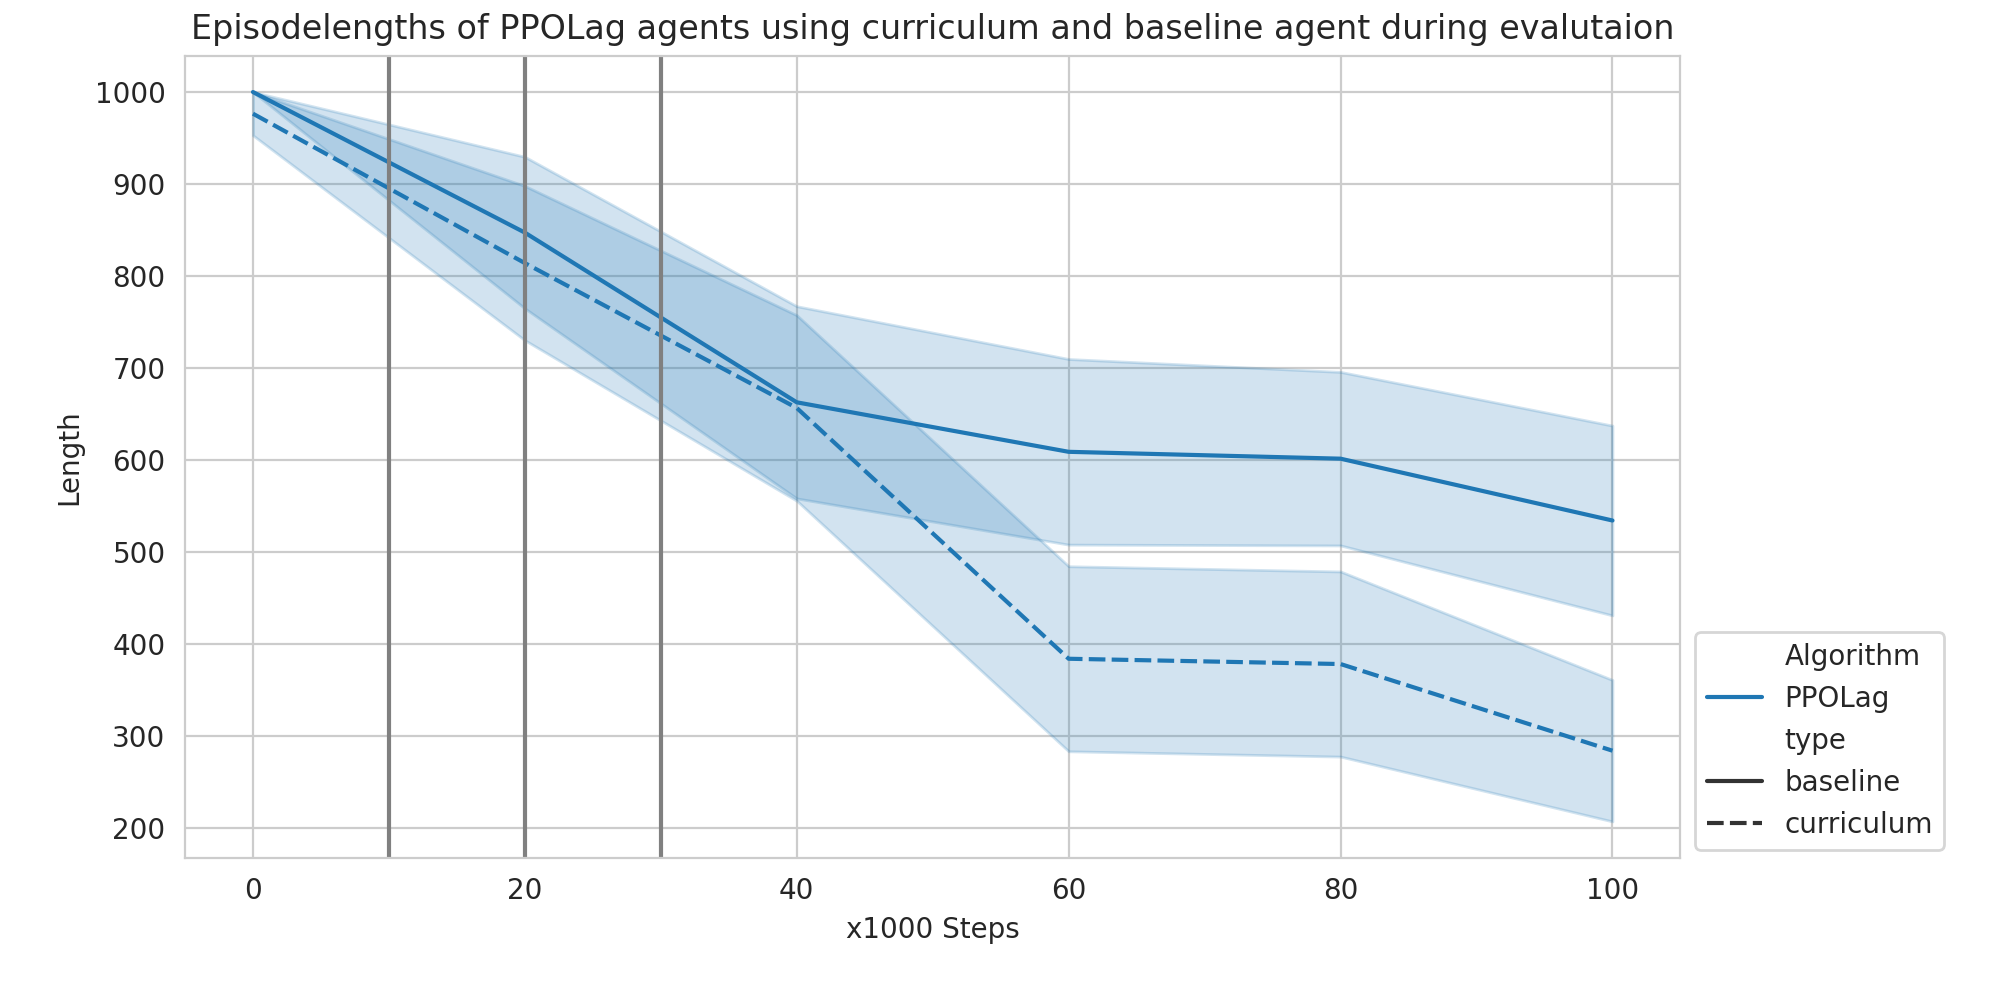 Episodelengths of PPOLag agents using curriculum and baseline agent during evalutaion
1000
900
800
700
600
500
400
300
200
Length
0 20 40 60 80 100
x1000 Steps
Algorithm
PPOLag
type
baseline
curriculum